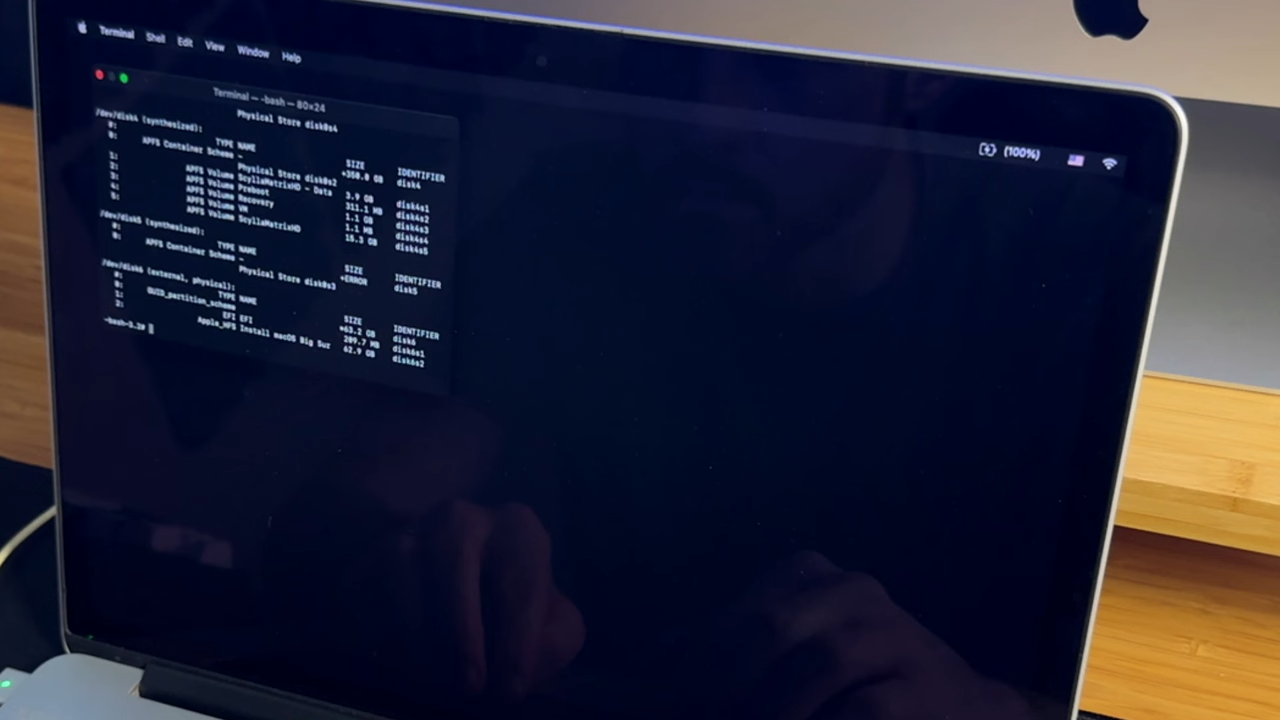 Terminal Shell Edit View Window Help
(100%)
Terminal — -bash — 80x24
Physical Store disk0s4
/dev/disk4 (synthesized):
#: TYPE NAME SIZE IDENTIFIER
0: APFS Container Scheme - +350.0 GB disk4
Physical Store disk0s2
1: APFS Volume ScyllaMatrixHD - Data 3.9 GB disk4s1
2: APFS Volume Preboot 311.1 MB disk4s2
3: APFS Volume Recovery 1.1 GB disk4s3
4: APFS Volume VM 1.1 MB disk4s4
5: APFS Volume ScyllaMatrixHD 15.3 GB disk4s5
/dev/disk5 (synthesized):
#: TYPE NAME SIZE IDENTIFIER
0: APFS Container Scheme - +ERROR disk5
Physical Store disk0s3
/dev/disk6 (external, physical):
#: TYPE NAME SIZE IDENTIFIER
0: GUID_partition_scheme +63.2 GB disk6
1: EFI EFI 209.7 MB disk6s1
2: Apple_HFS Install macOS Big Sur 62.9 GB disk6s2
-bash-3.2#